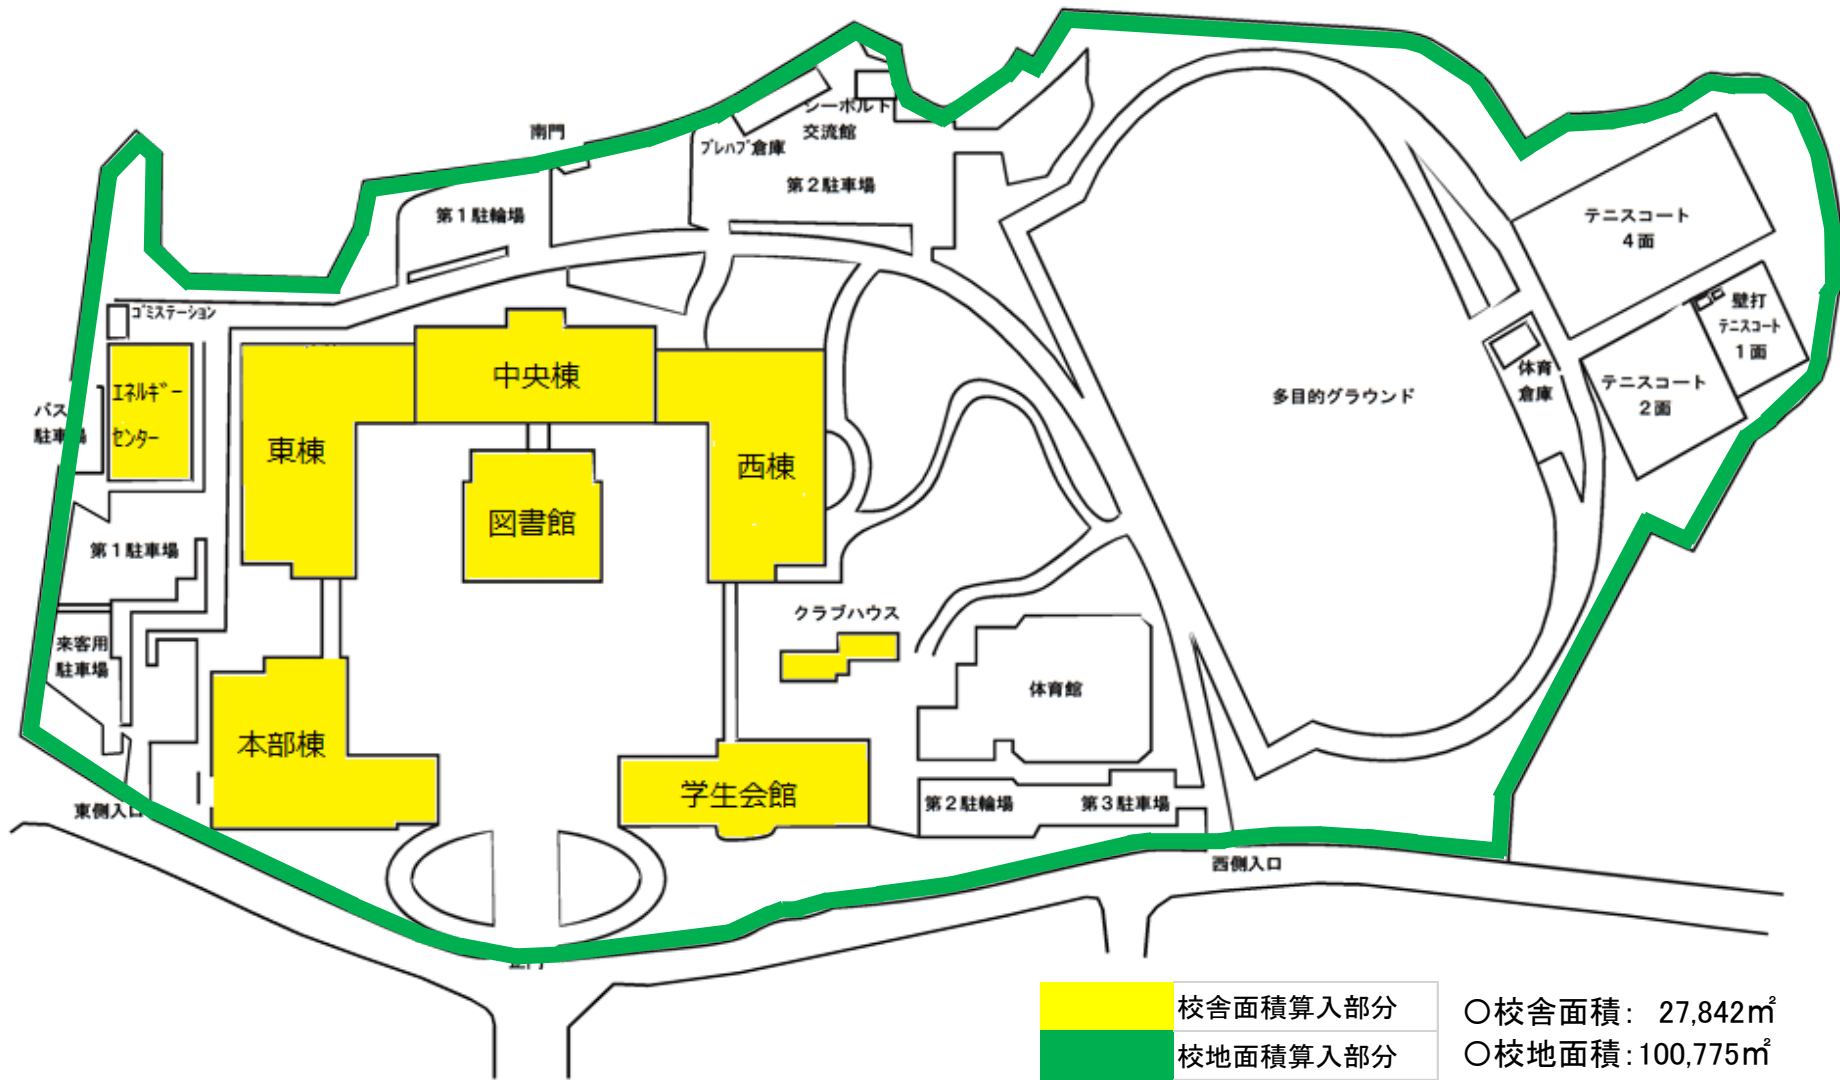 南門
シーボルト
交流館
プレハブ倉庫
第2駐車場
第1駐輪場
テニスコート
4面
ゴミステーション
壁打
テニスコート
1面
体育
倉庫
テニスコート
2面
多目的グラウンド
エネルギー
センター
バス
駐車場
中央棟
東棟
西棟
図書館
第1駐車場
来客用
駐車場
クラブハウス
体育館
本部棟
学生会館
第2駐輪場
第3駐車場
東側入口
西側入口
校舎面積算入部分
〇校舎面積: 27,842㎡
校地面積算入部分
〇校地面積:100,775㎡